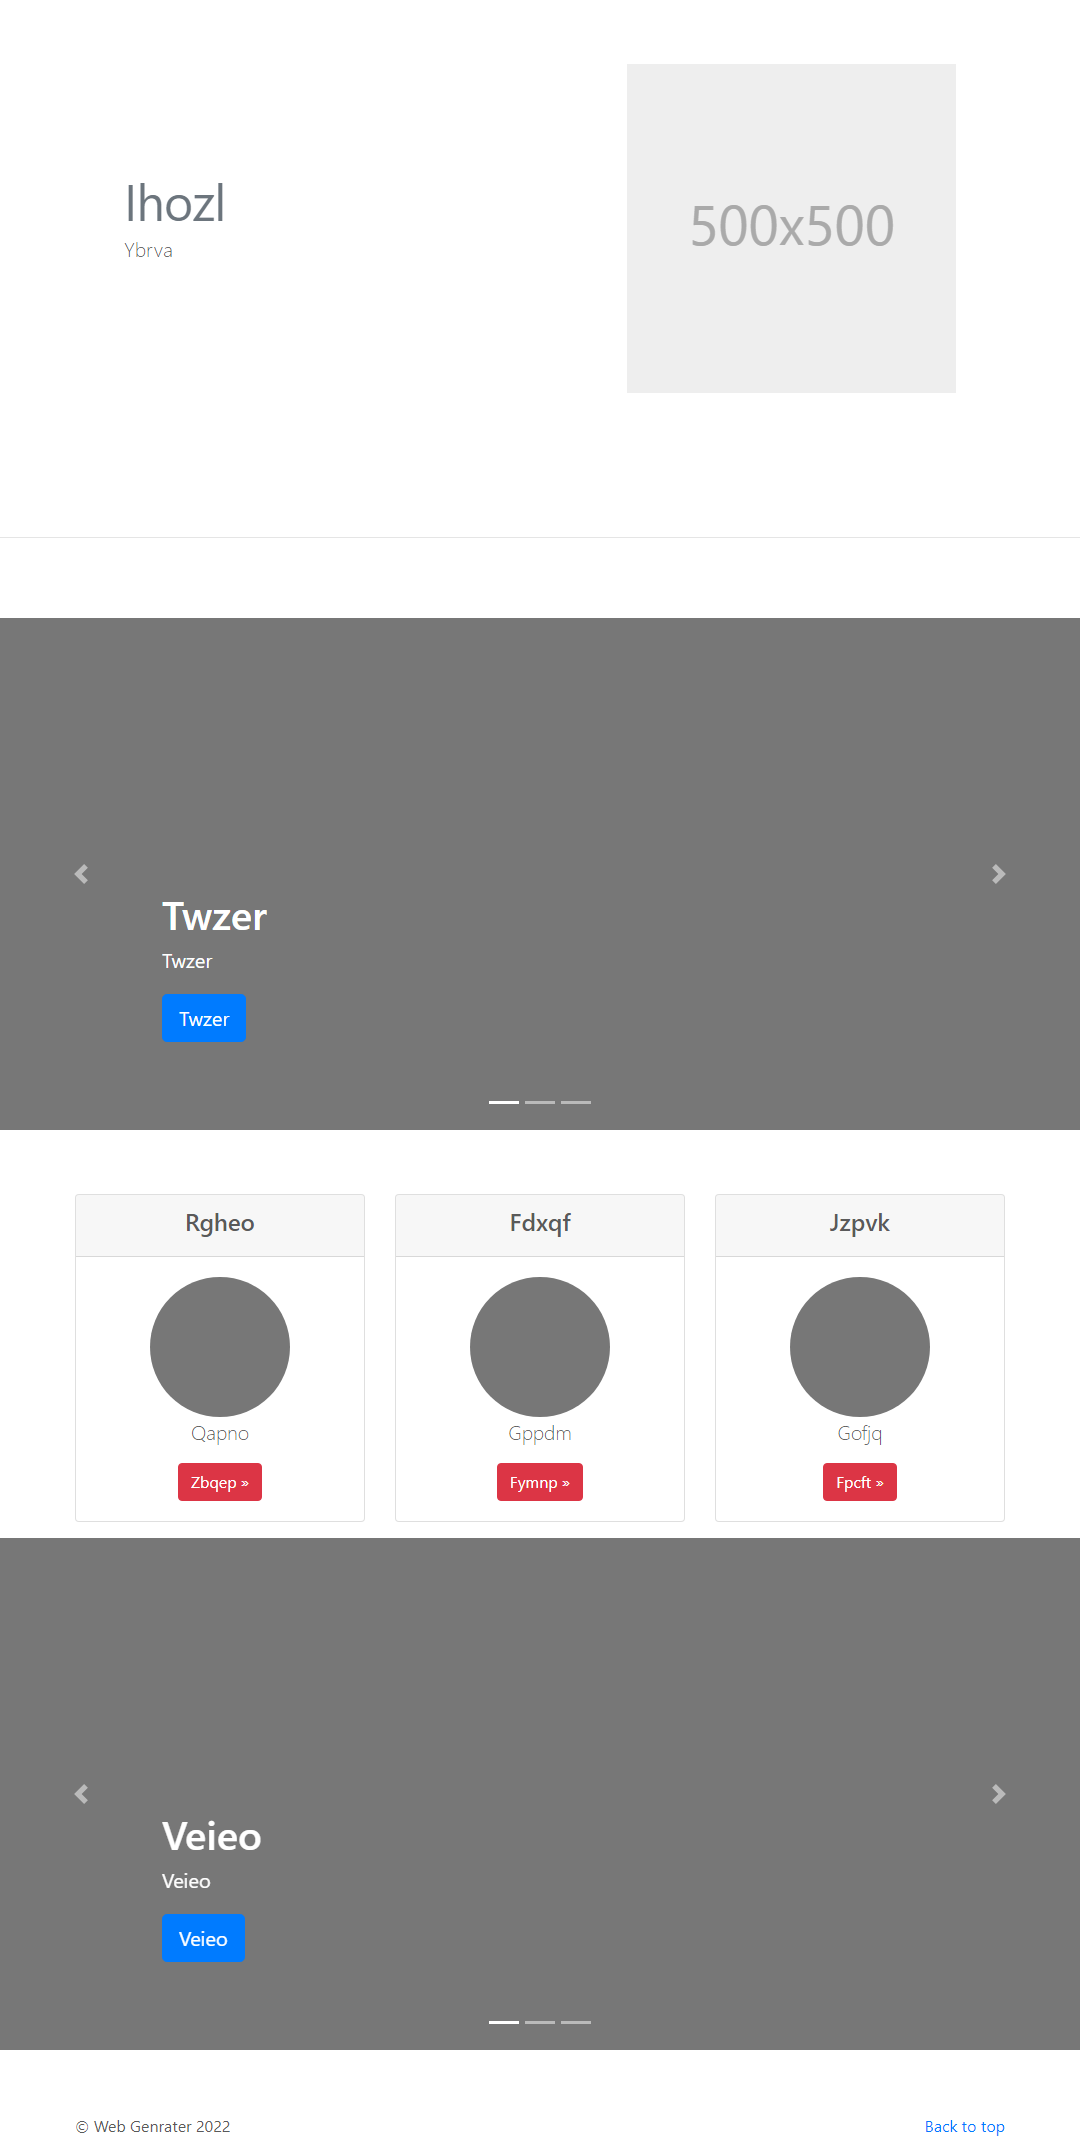 Ihozl
Ybrva
500x500
Twzer
Twzer
Twzer
Rgheo
Fdxqf
Jzpvk
Qapno
Gppdm
Gofjq
Zbqep »
Fymnp »
Fpcft »
Veieo
Veieo
Veieo
© Web Genrater 2022
Back to top